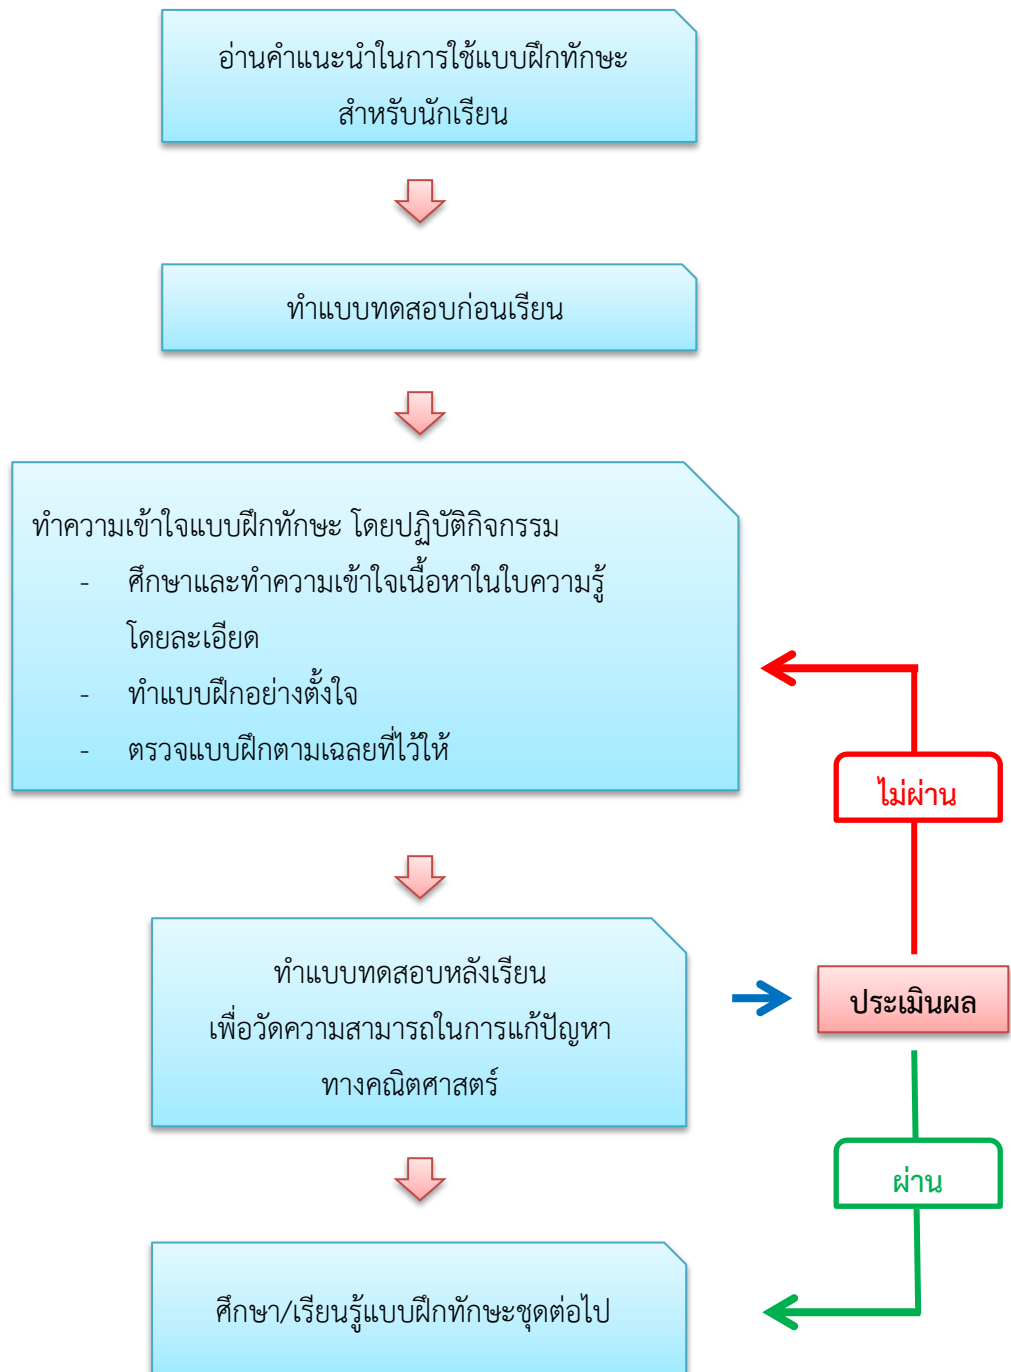 อ่านคำแนะนำในการใช้แบบฝึกทักษะ
สำหรับนักเรียน
ทำแบบทดสอบก่อนเรียน
ทำความเข้าใจแบบฝึกทักษะ โดยปฏิบัติกิจกรรม
- ศึกษาและทำความเข้าใจเนื้อหาในใบความรู้
โดยละเอียด
- ทำแบบฝึกอย่างตั้งใจ
- ตรวจแบบฝึกตามเฉลยที่ไว้ให้
ไม่ผ่าน
ทำแบบทดสอบหลังเรียน
เพื่อวัดความสามารถในการแก้ปัญหา
ทางคณิตศาสตร์
ประเมินผล
ผ่าน
ศึกษา/เรียนรู้แบบฝึกทักษะชุดต่อไป